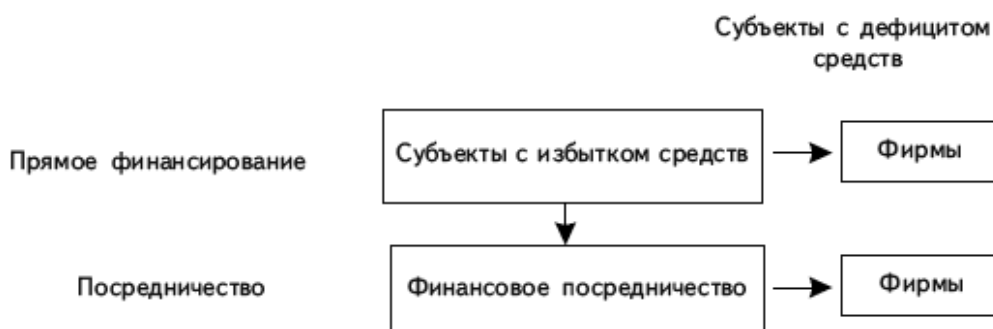 Субъекты с дефицитом
средств
Прямое финансирование
Субъекты с избытком средств
Фирмы
Посредничество
Финансовое посредничество
Фирмы